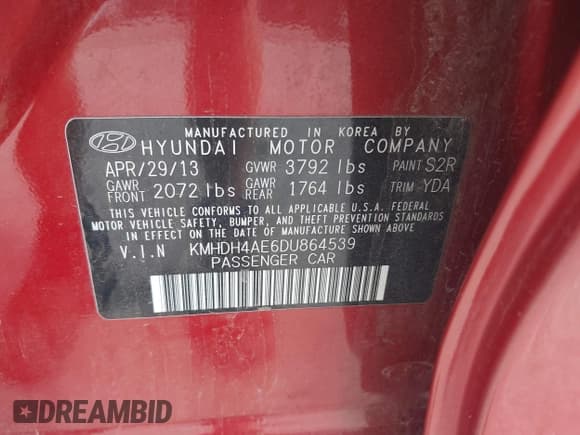 MANUFACTURED IN KOREA BY
HYUNDAI MOTOR COMPANY
APR/29/13 GVWR 3792 lbs PAINT S2R
GAWR FRONT 2072 lbs GAWR REAR 1764 lbs TRIM YDA
THIS VEHICLE CONFORMS TO ALL APPLICABLE U.S.A. FEDERAL
MOTOR VEHICLE SAFETY, BUMPER, AND THEFT PREVENTION STANDARDS
IN EFFECT ON THE DATE OF MANUFACTURE SHOWN ABOVE.
V.I.N KMHDH4AE6DU864539
PASSENGER CAR
DREAMBID